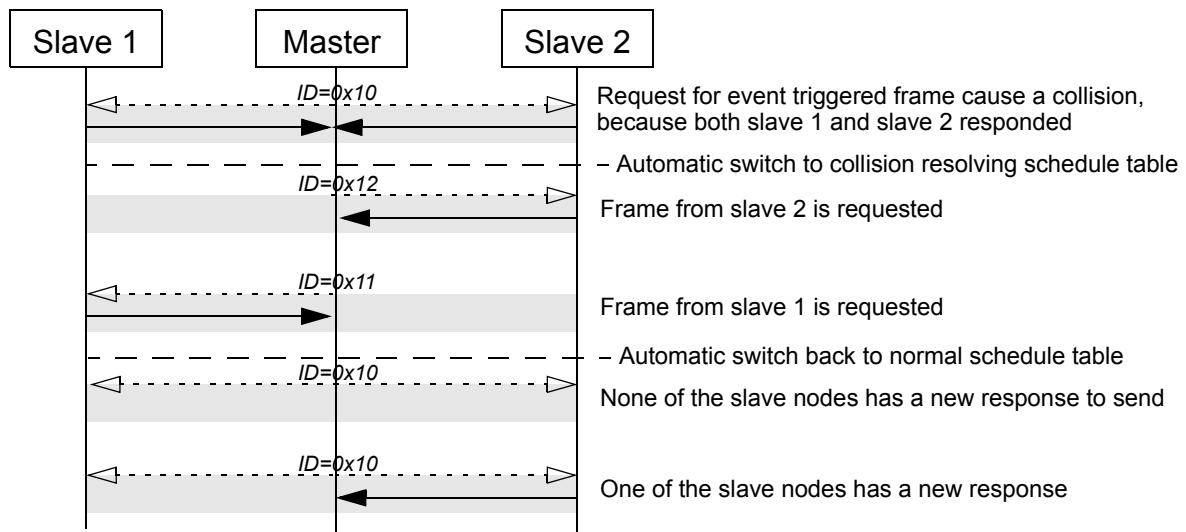 Slave 1 Master Slave 2
ID=0x10
Request for event triggered frame cause a collision,
because both slave 1 and slave 2 responded
Automatic switch to collision resolving schedule table
ID=0x12
Frame from slave 2 is requested
ID=0x11
Frame from slave 1 is requested
Automatic switch back to normal schedule table
ID=0x10
None of the slave nodes has a new response to send
ID=0x10
One of the slave nodes has a new response